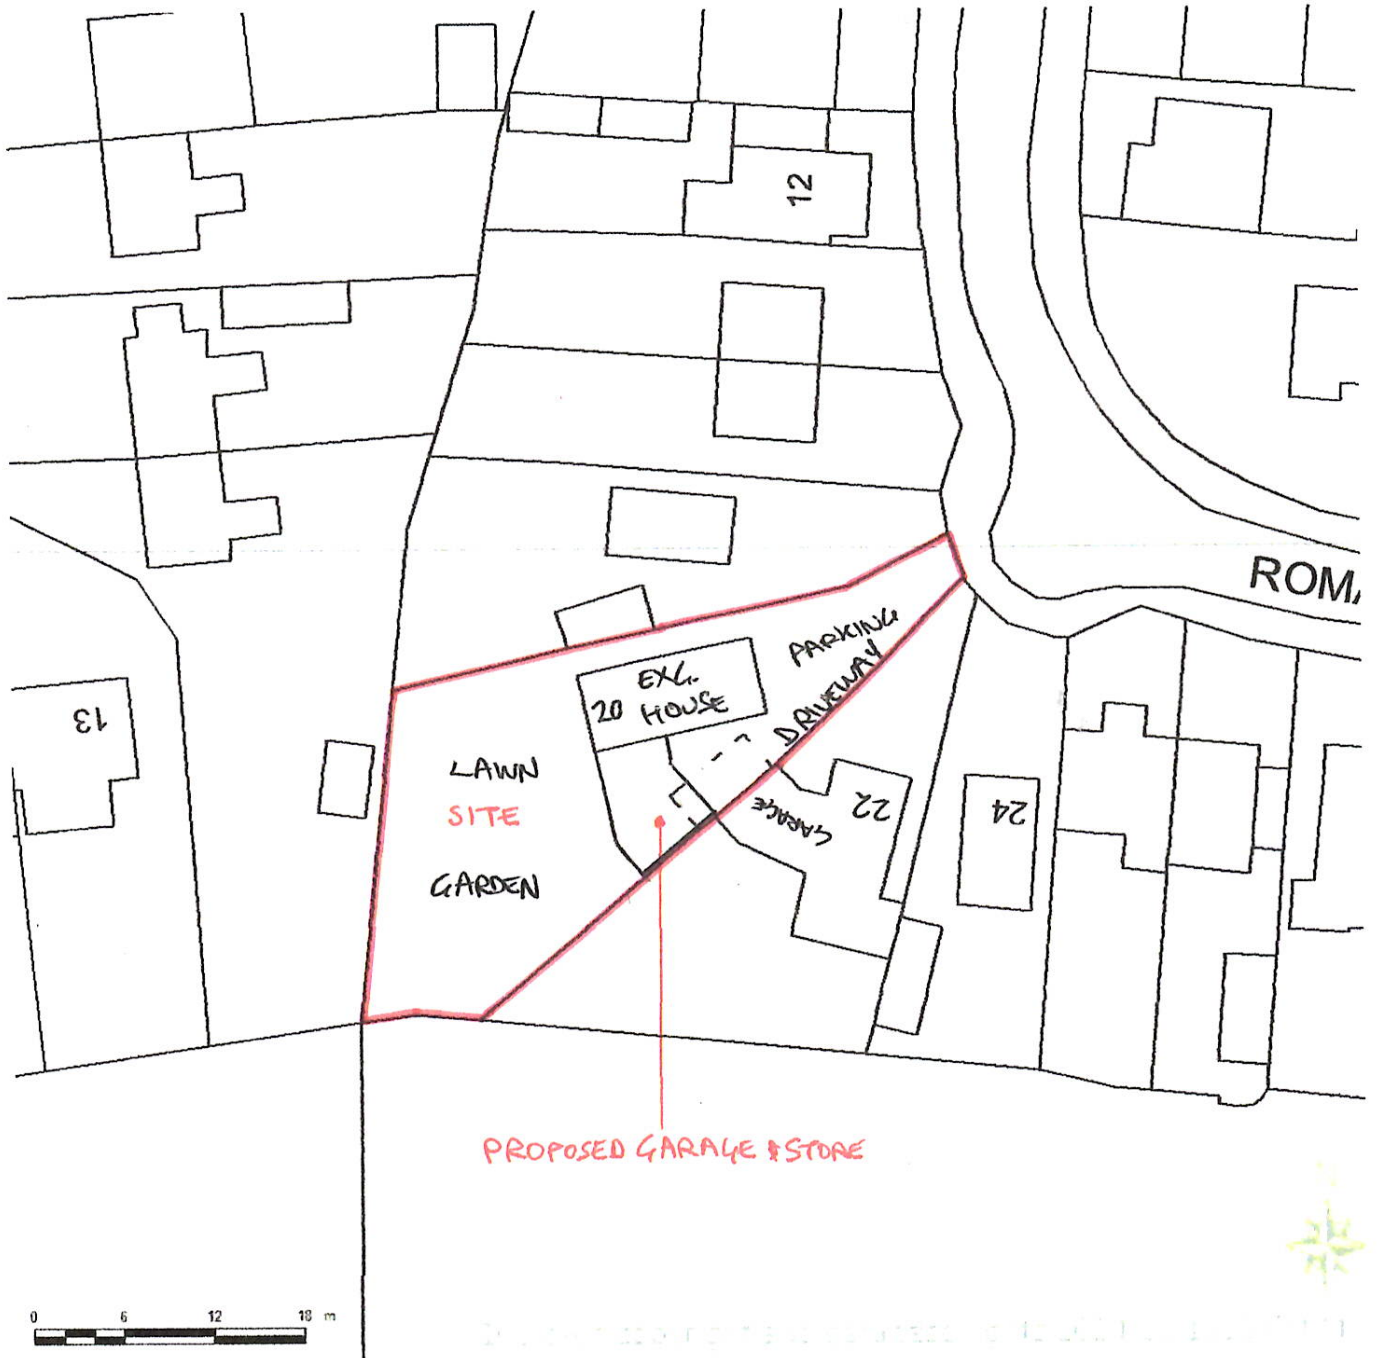 12
ROMA
PARKING
DRIVEWAY
EXG.
20 HOUSE
13
LAWN
SITE
GARDEN
GARAGE
22
24
PROPOSED GARAGE & STORE
0 6 12 18 m